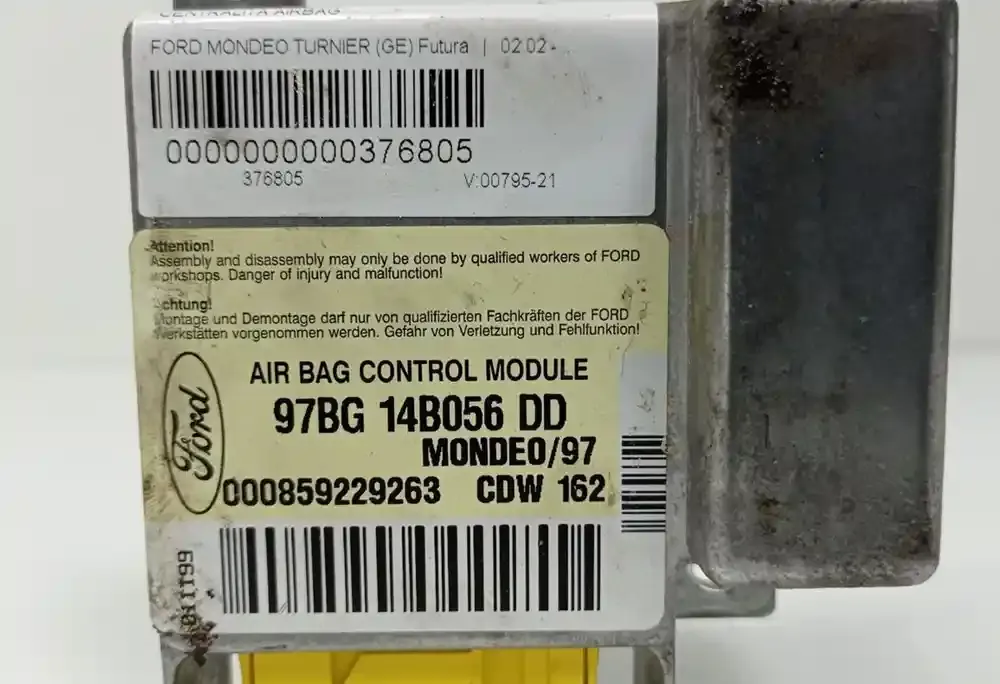 CENTRALITA AIRBAG
FORD MONDEO TURNIER (GE) Futura | 02.02 -
0000000000376805
376805 V:00795-21
Attention!
Assembly and disassembly may only be done by qualified workers of FORD
workshops. Danger of injury and malfunction!
Achtung!
Montage und Demontage darf nur von qualifizierten Fachkräften der FORD
Werkstätten vorgenommen werden. Gefahr von Verletzung und Fehlfunktion!
Ford
AIR BAG CONTROL MODULE
97BG 14B056 DD
MONDEO/97
000859229263 CDW 162